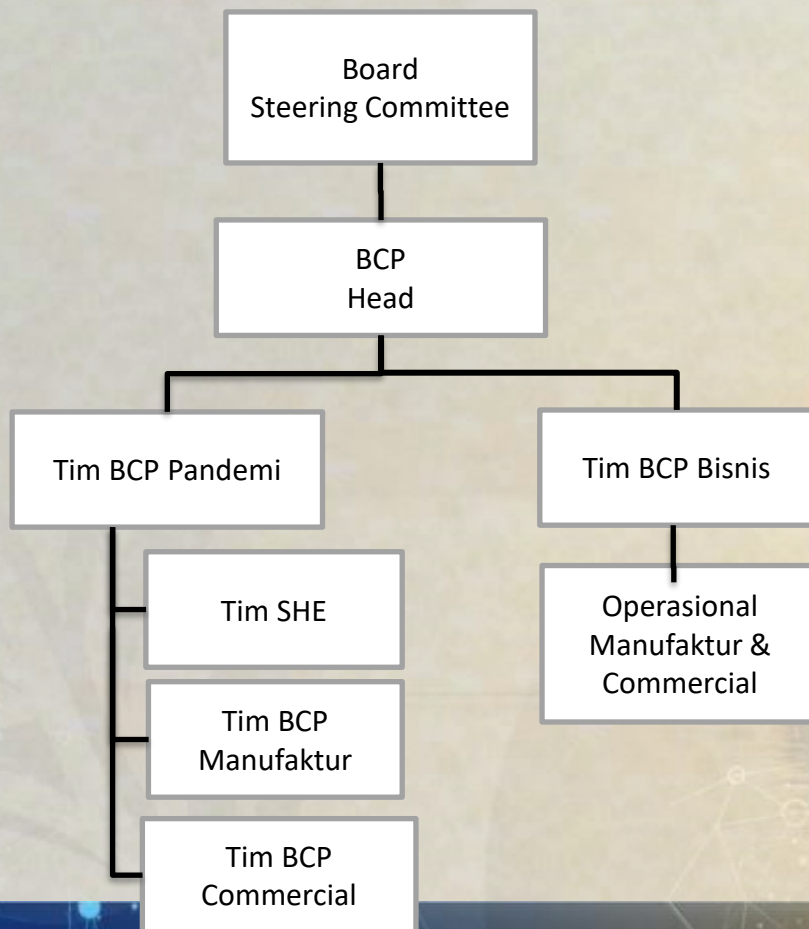 Board
Steering Committee
BCP
Head
Tim BCP Pandemi
Tim BCP Bisnis
Tim SHE
Operasional
Manufaktur &
Commercial
Tim BCP
Manufaktur
Tim BCP
Commercial